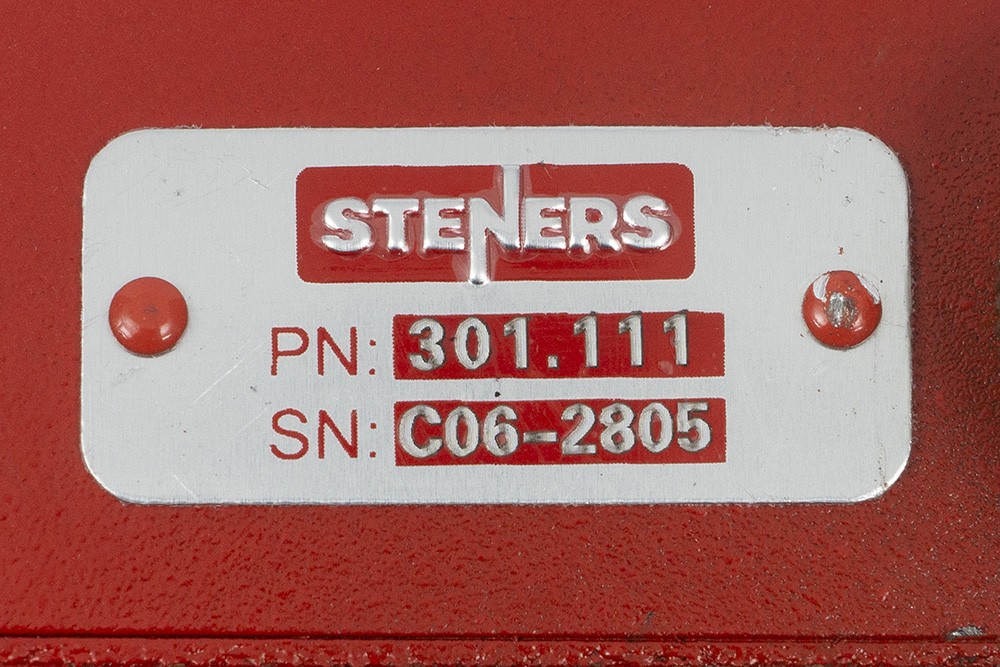 STENERS
PN: 301.111
SN: C06-2805